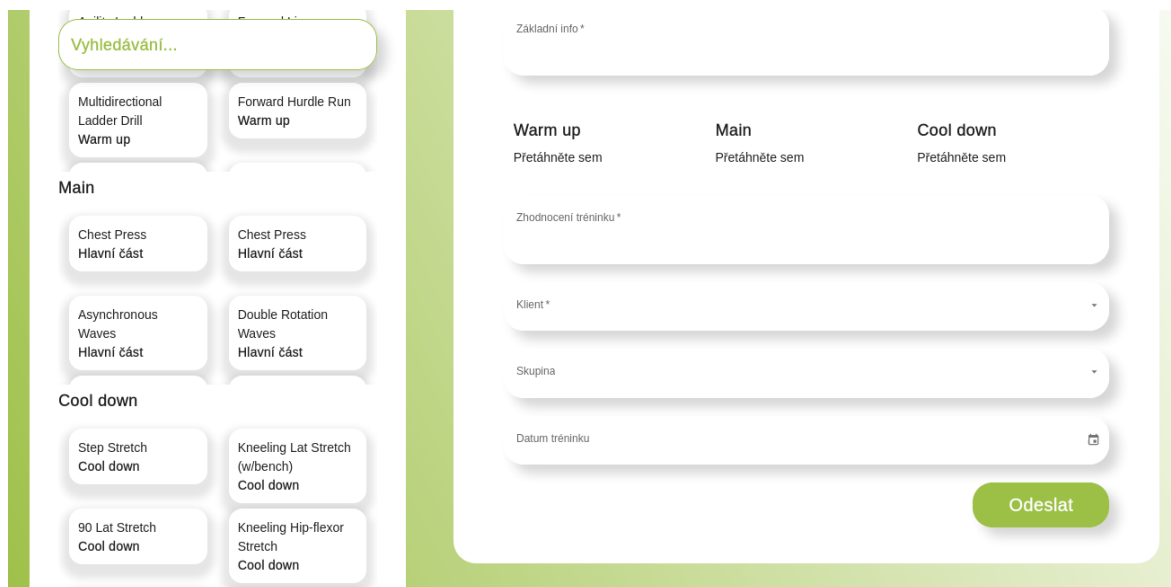 Vyhledávání...
Multidirectional
Ladder Drill
Warm up
Forward Hurdle Run
Warm up
Main
Chest Press
Hlavní část
Chest Press
Hlavní část
Asynchronous
Waves
Hlavní část
Double Rotation
Waves
Hlavní část
Cool down
Step Stretch
Cool down
Kneeling Lat Stretch
(w/bench)
Cool down
90 Lat Stretch
Cool down
Kneeling Hip-flexor
Stretch
Cool down
Základní info *
Warm up
Přetáhněte sem
Main
Přetáhněte sem
Cool down
Přetáhněte sem
Zhodnocení tréninku *
Klient *
Skupina
Datum tréninku
Odeslat